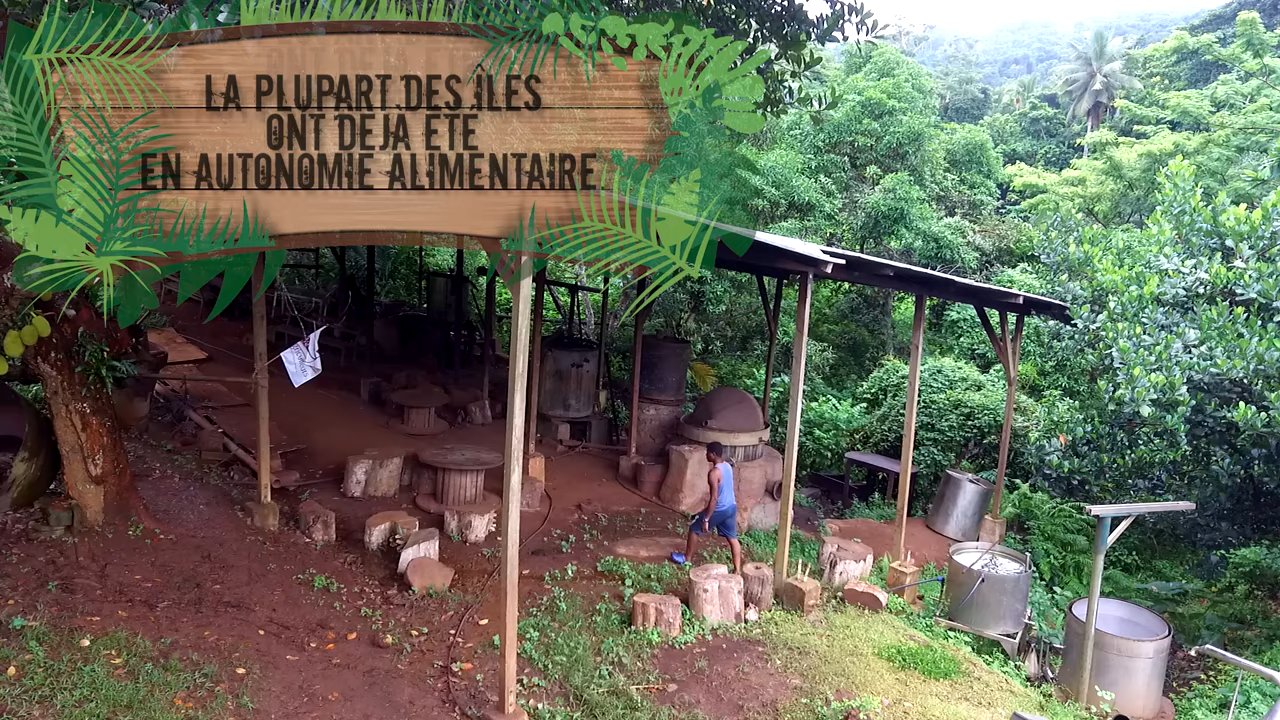 LA PLUPART DES ILES
ONT DEJA ETE
EN AUTONOMIE ALIMENTAIRE